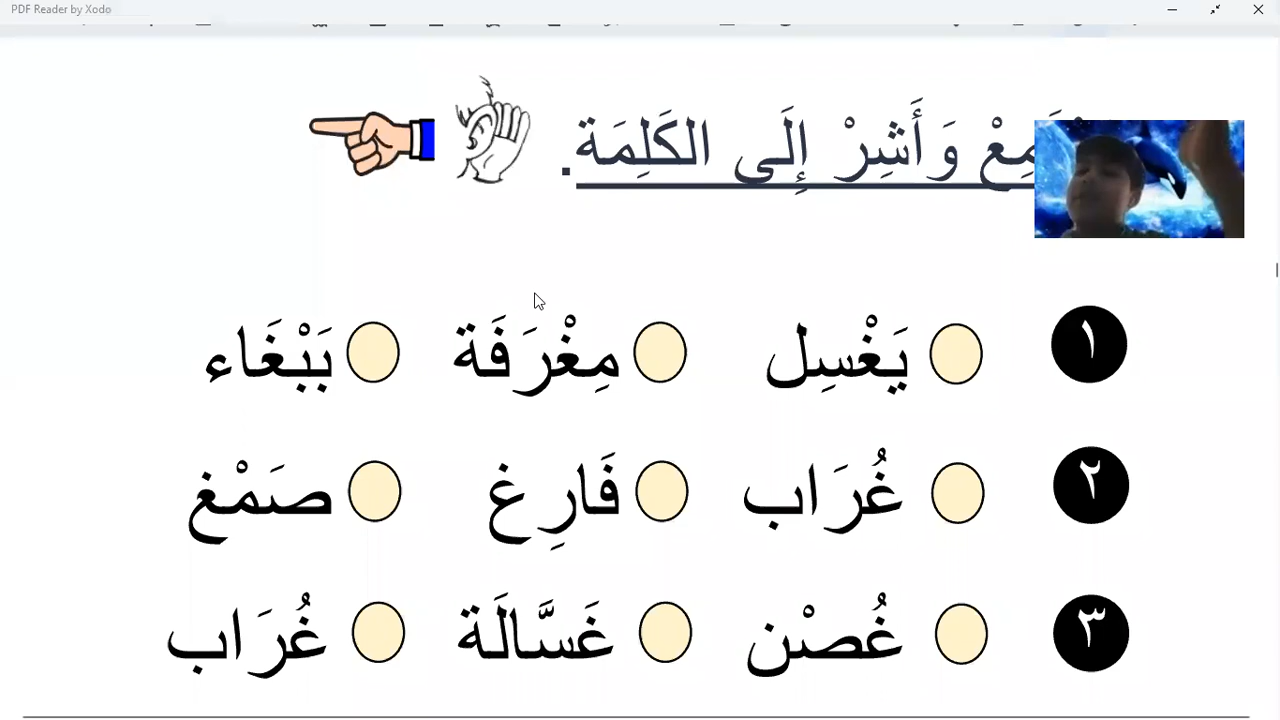 PDF Reader by Xodo
وَأَشِرْ إِلَى الكَلِمَة.
١ يَغْسِل مِغْرَفَة بَبْغَاء
٢ غُرَاب فَارِغ صَمْغ
٣ غُصْن غَسَّالَة غُرَاب